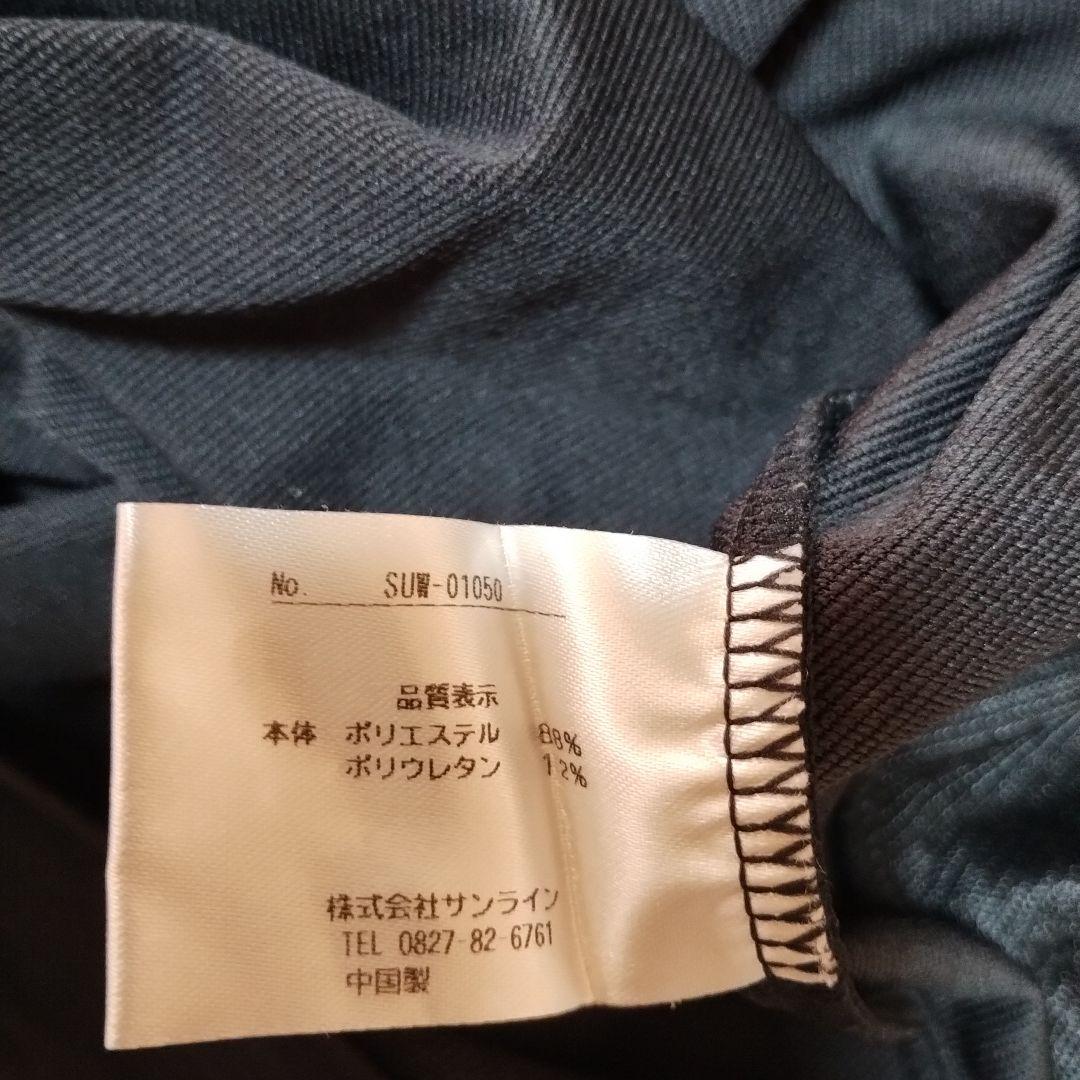 No. SUW-01050
品質表示
本体 ポリエステル 88%
ポリウレタン 12%
株式会社サンライン
TEL 0827-82-6761
中国製